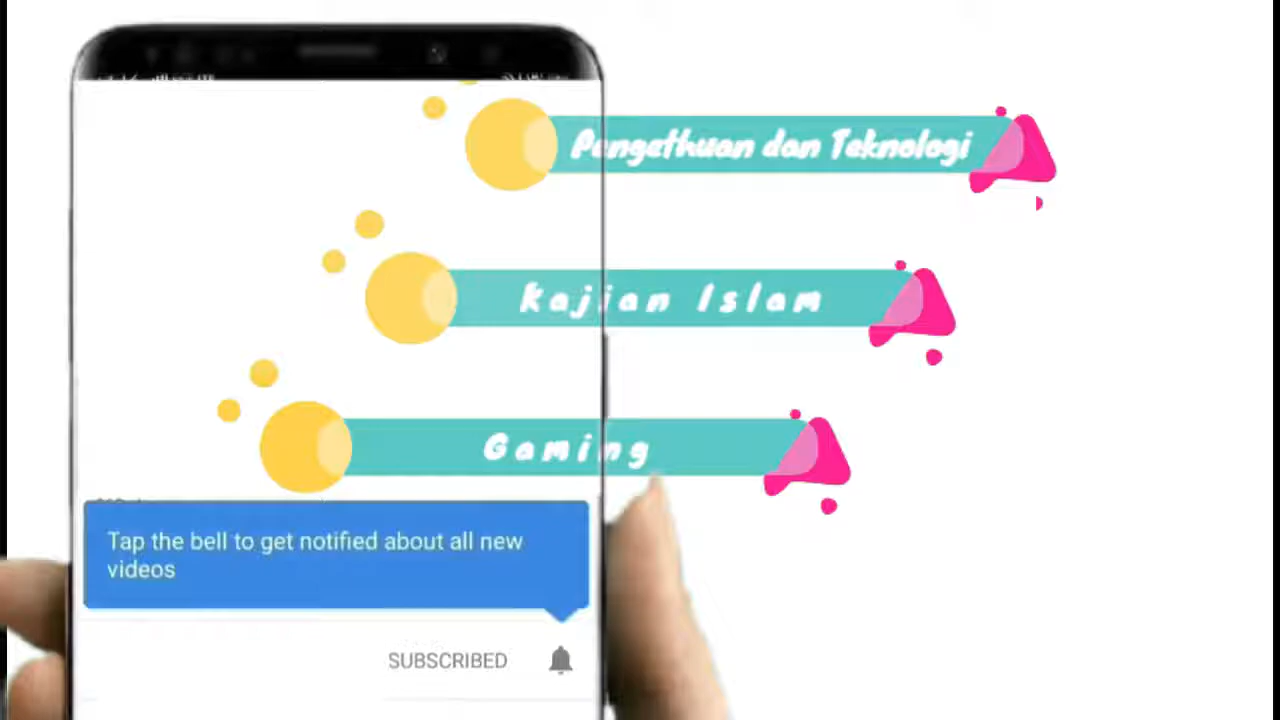 Pengethuan dan Teknologi
Kajian Islam
Gaming
Tap the bell to get notified about all new
videos
SUBSCRIBED